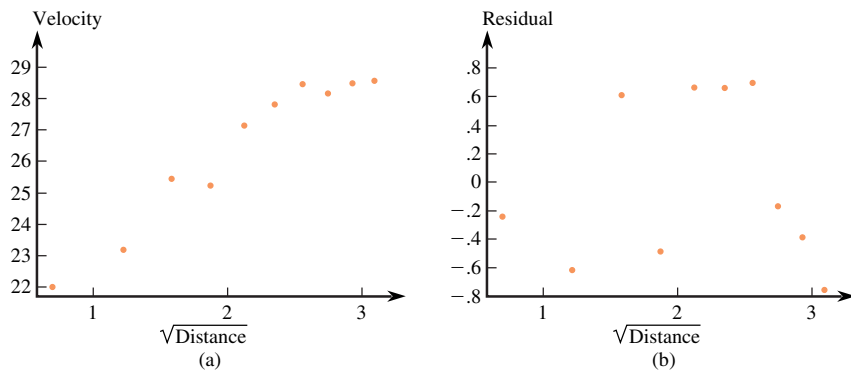 Velocity
29
28
27
26
25
24
23
22
1 2 3
√Distance
(a)
Residual
.8
.6
.4
.2
0
−.2
−.4
−.6
−.8
1 2 3
√Distance
(b)